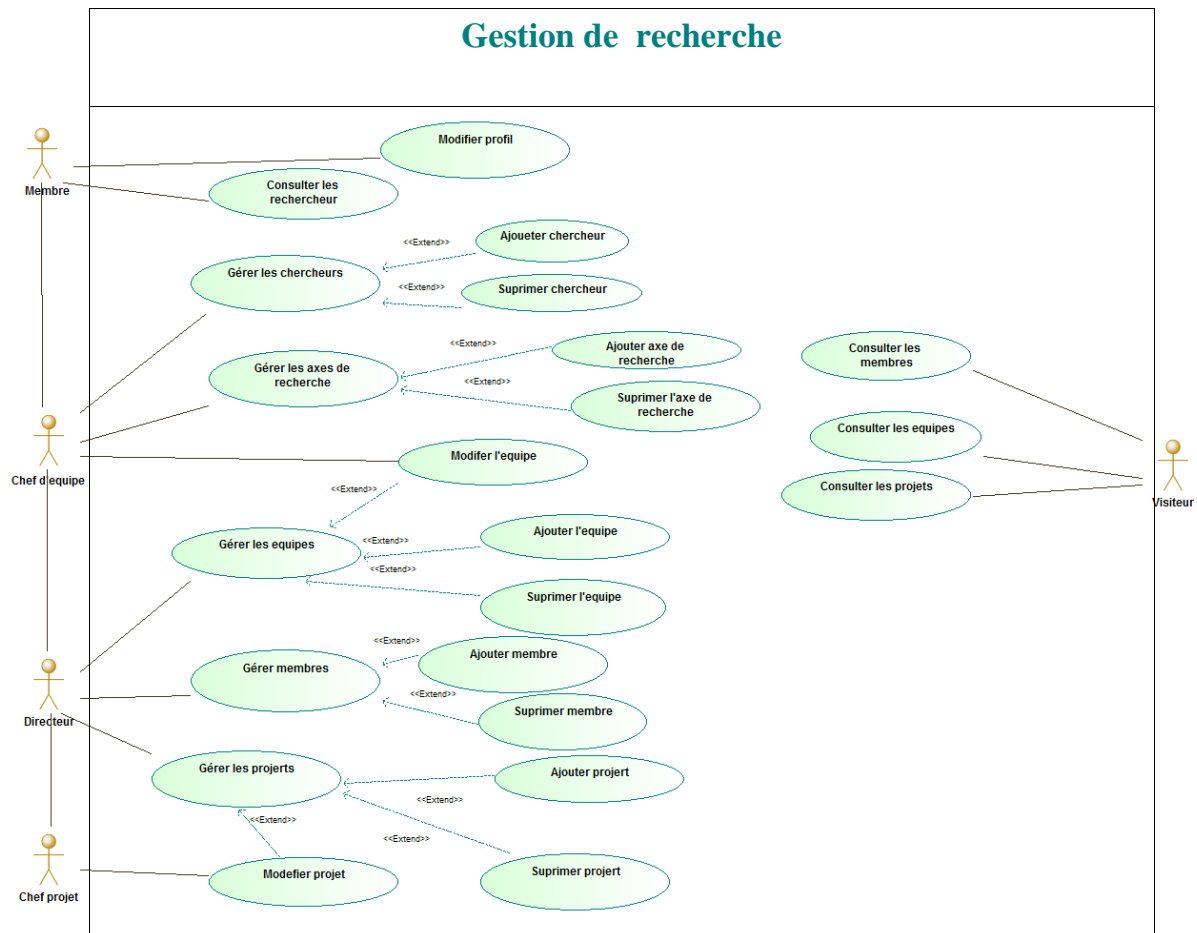 Gestion de  recherche
Modifier profil
Membre
Consulter les
rechercheur
Ajoueter chercheur
<<Extend>>
Gérer les chercheurs
<<Extend>>
Suprimer chercheur
<<Extend>>
Ajouter axe de
recherche
Consulter les
membres
Gérer les axes de
recherche
<<Extend>>
Suprimer l'axe de
recherche
Consulter les equipes
Modifer l'equipe
Chef d'equipe
<<Extend>>
Consulter les projets
Visiteur
Ajouter l'equipe
<<Extend>>
Gérer les equipes
<<Extend>>
Suprimer l'equipe
<<Extend>>
Ajouter membre
Gérer membres
<<Extend>>
Suprimer membre
Directeur
Gérer les projerts
Ajouter projert
<<Extend>>
<<Extend>>
<<Extend>>
Modefier projet
Suprimer projert
Chef projet